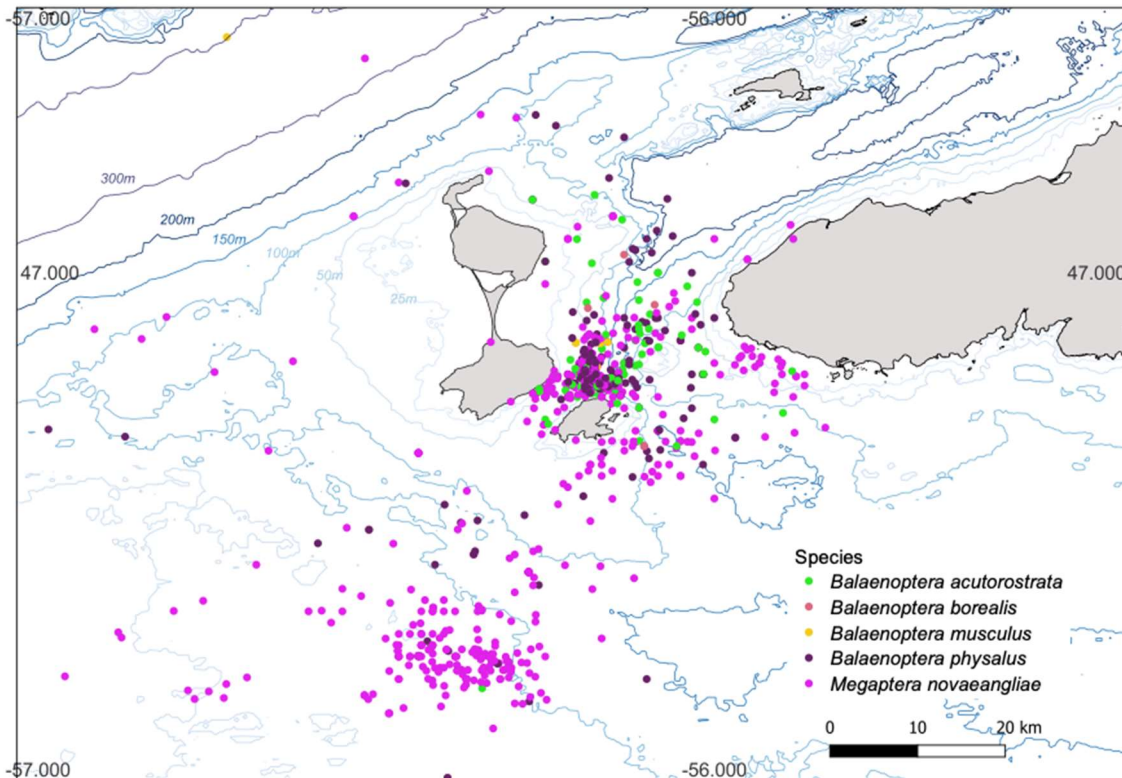 -57.000
-56.000
300m
200m
150m
100m
50m
25m
47.000
47.000
Species
Balaenoptera acutorostrata
Balaenoptera borealis
Balaenoptera musculus
Balaenoptera physalus
Megaptera novaeangliae
0 10 20 km
-57.000
-56.000